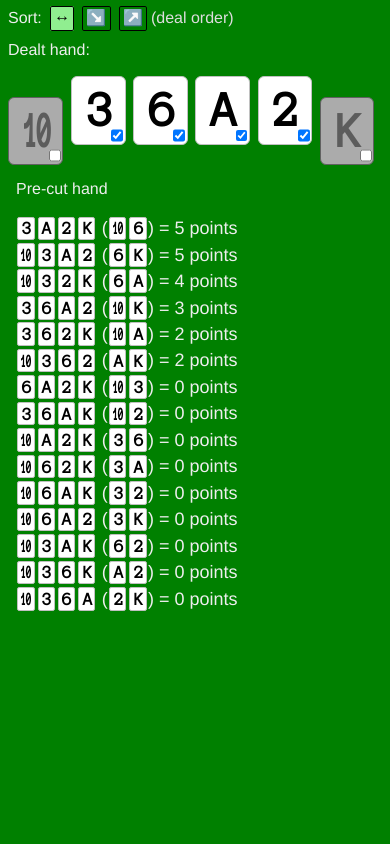 Sort: ↔ ↘ ↗ (deal order)
Dealt hand:
10 3 6 A 2 K
Pre-cut hand
3 A 2 K (10 6) = 5 points
10 3 A 2 (6 K) = 5 points
10 3 2 K (6 A) = 4 points
3 6 A 2 (10 K) = 3 points
3 6 2 K (10 A) = 2 points
10 3 6 2 (A K) = 2 points
6 A 2 K (10 3) = 0 points
3 6 A K (10 2) = 0 points
10 A 2 K (3 6) = 0 points
10 6 2 K (3 A) = 0 points
10 6 A K (3 2) = 0 points
10 6 A 2 (3 K) = 0 points
10 3 A K (6 2) = 0 points
10 3 6 K (A 2) = 0 points
10 3 6 A (2 K) = 0 points